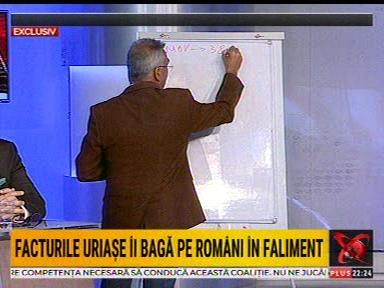 EXCLUSIV
FACTURILE URIAȘE ÎI BAGĂ PE ROMÂNI ÎN FALIMENT
RE COMPETENȚA NECESARĂ SĂ CONDUCĂ ACEASTĂ COALIȚIE. NU NE JUCĂ!
PLUS 22:24